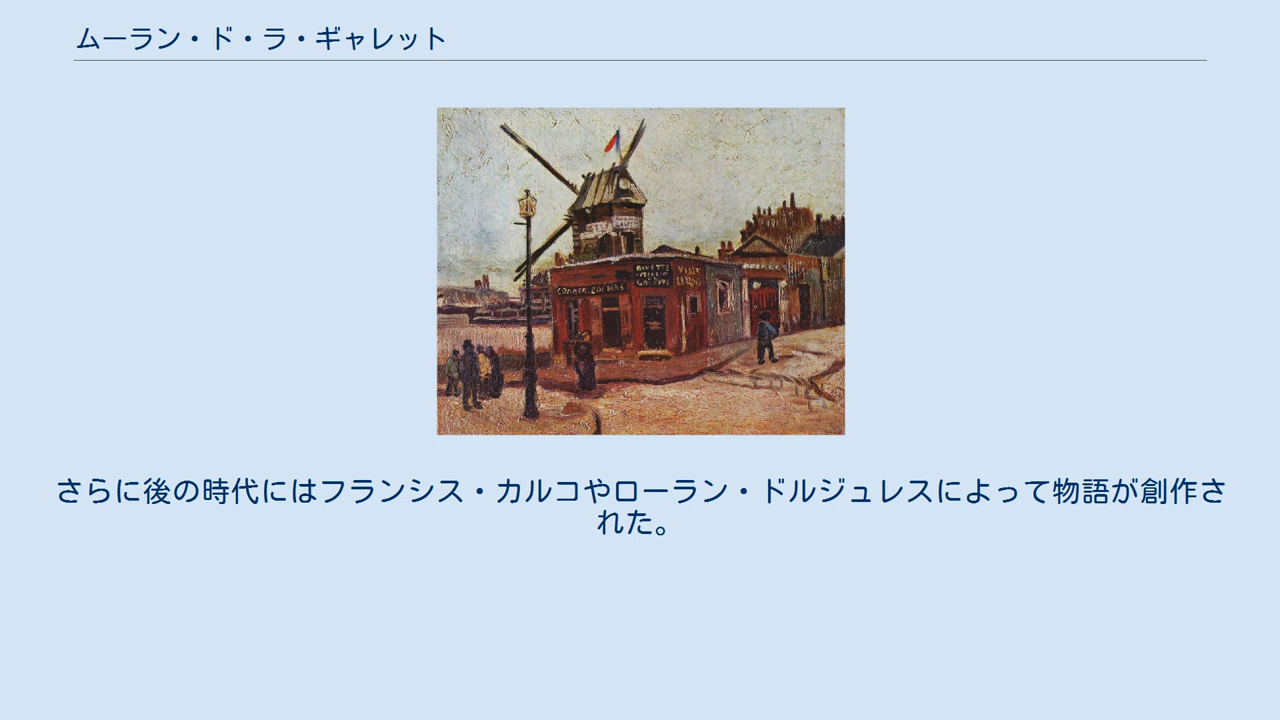 ムーラン・ド・ラ・ギャレット
さらに後の時代にはフランシス・カルコやローラン・ドルジュレスによって物語が創作さ
れた。